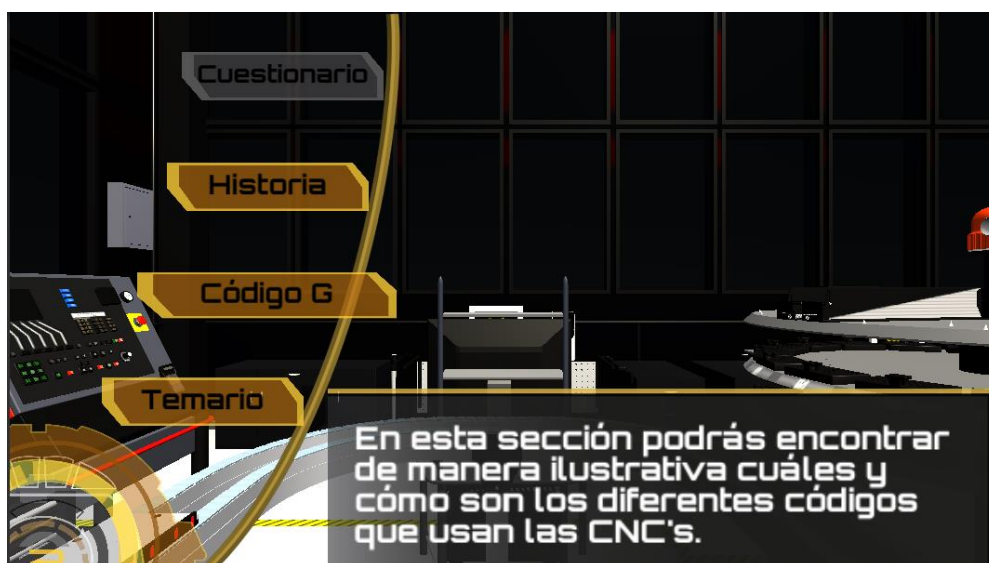 Cuestionario
Historia
Código G
Temario
En esta sección podrás encontrar
de manera ilustrativa cuáles y
cómo son los diferentes códigos
que usan las CNC's.